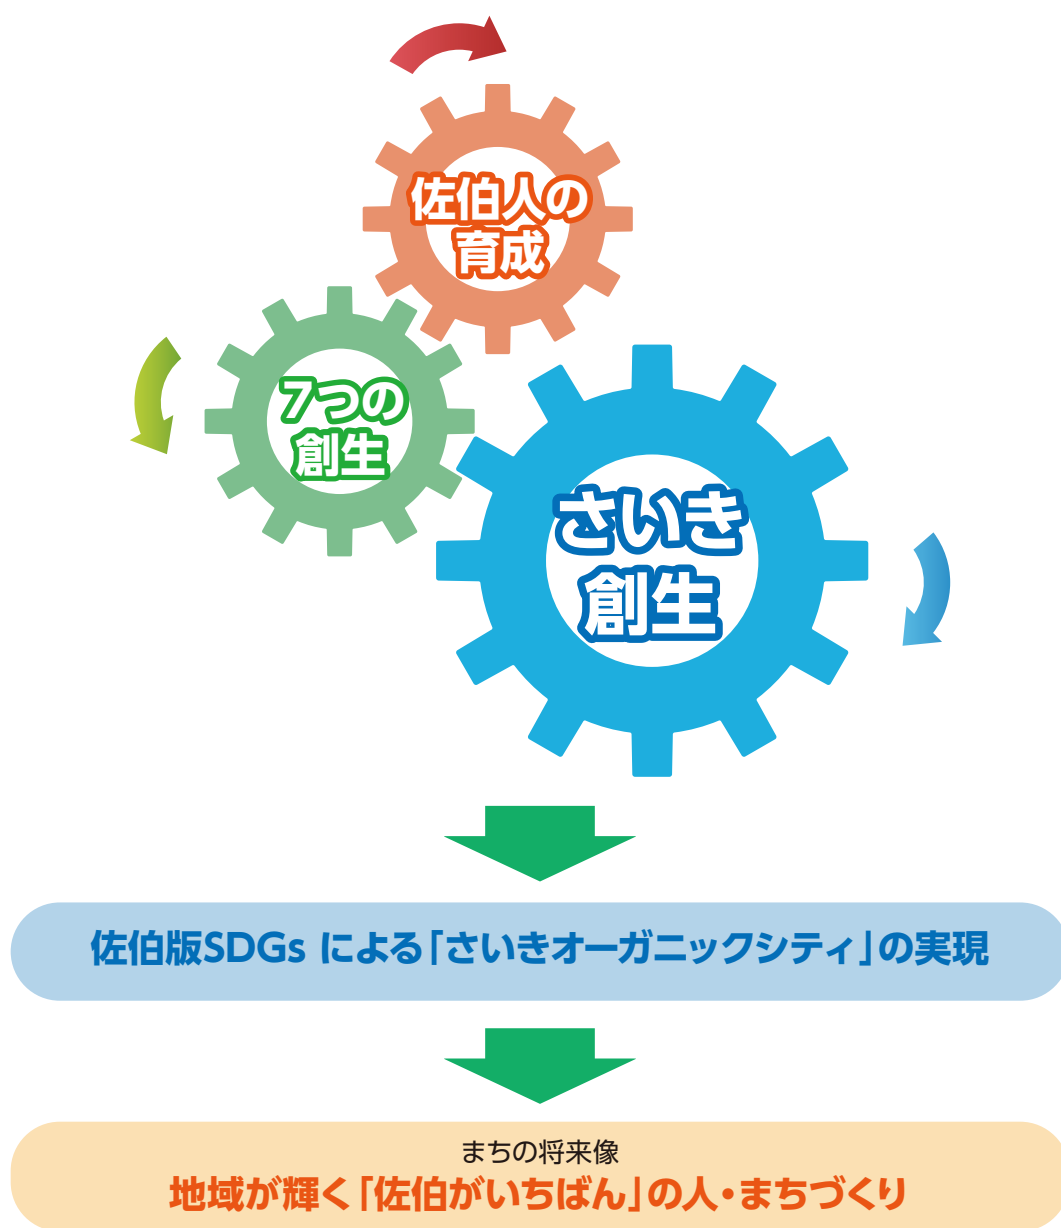 佐伯人の
育成
7つの
創生
さいき
創生
佐伯版SDGs による「さいきオーガニックシティ」の実現
まちの将来像
地域が輝く「佐伯がいちばん」の人・まちづくり